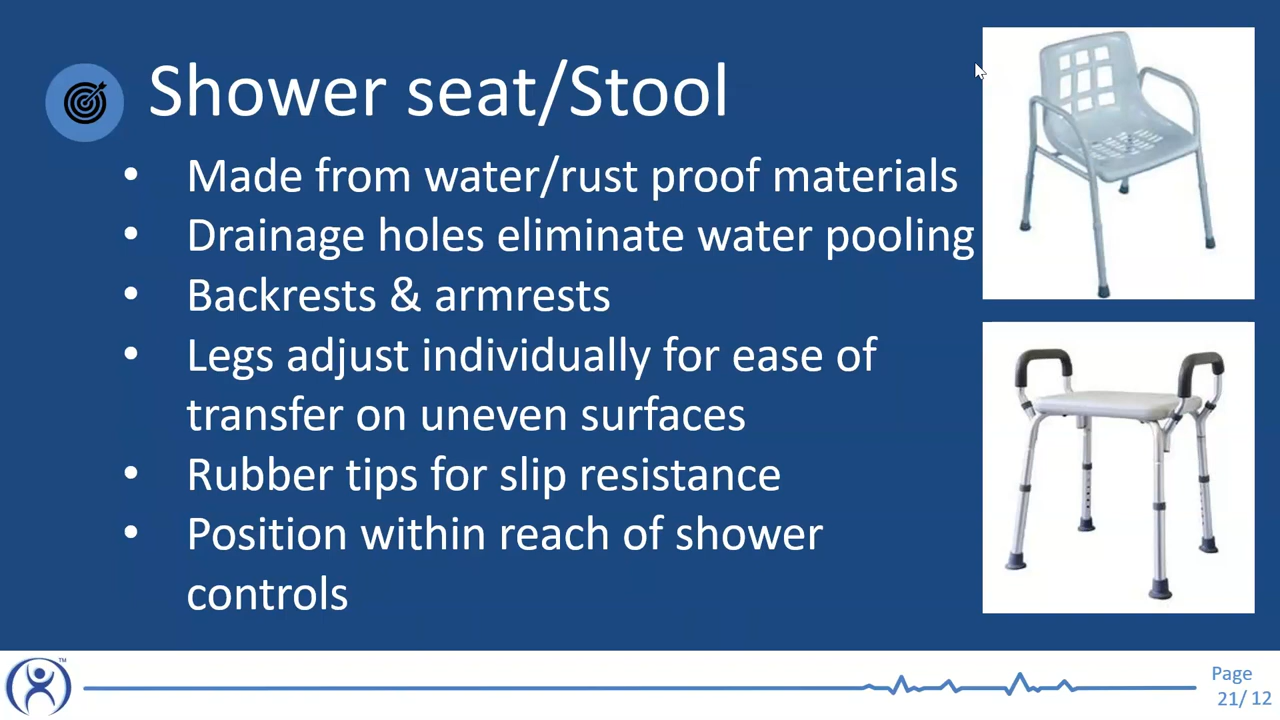 Shower seat/Stool
• Made from water/rust proof materials
• Drainage holes eliminate water pooling
• Backrests & armrests
• Legs adjust individually for ease of
transfer on uneven surfaces
• Rubber tips for slip resistance
• Position within reach of shower
controls
TM
Page
21/ 12